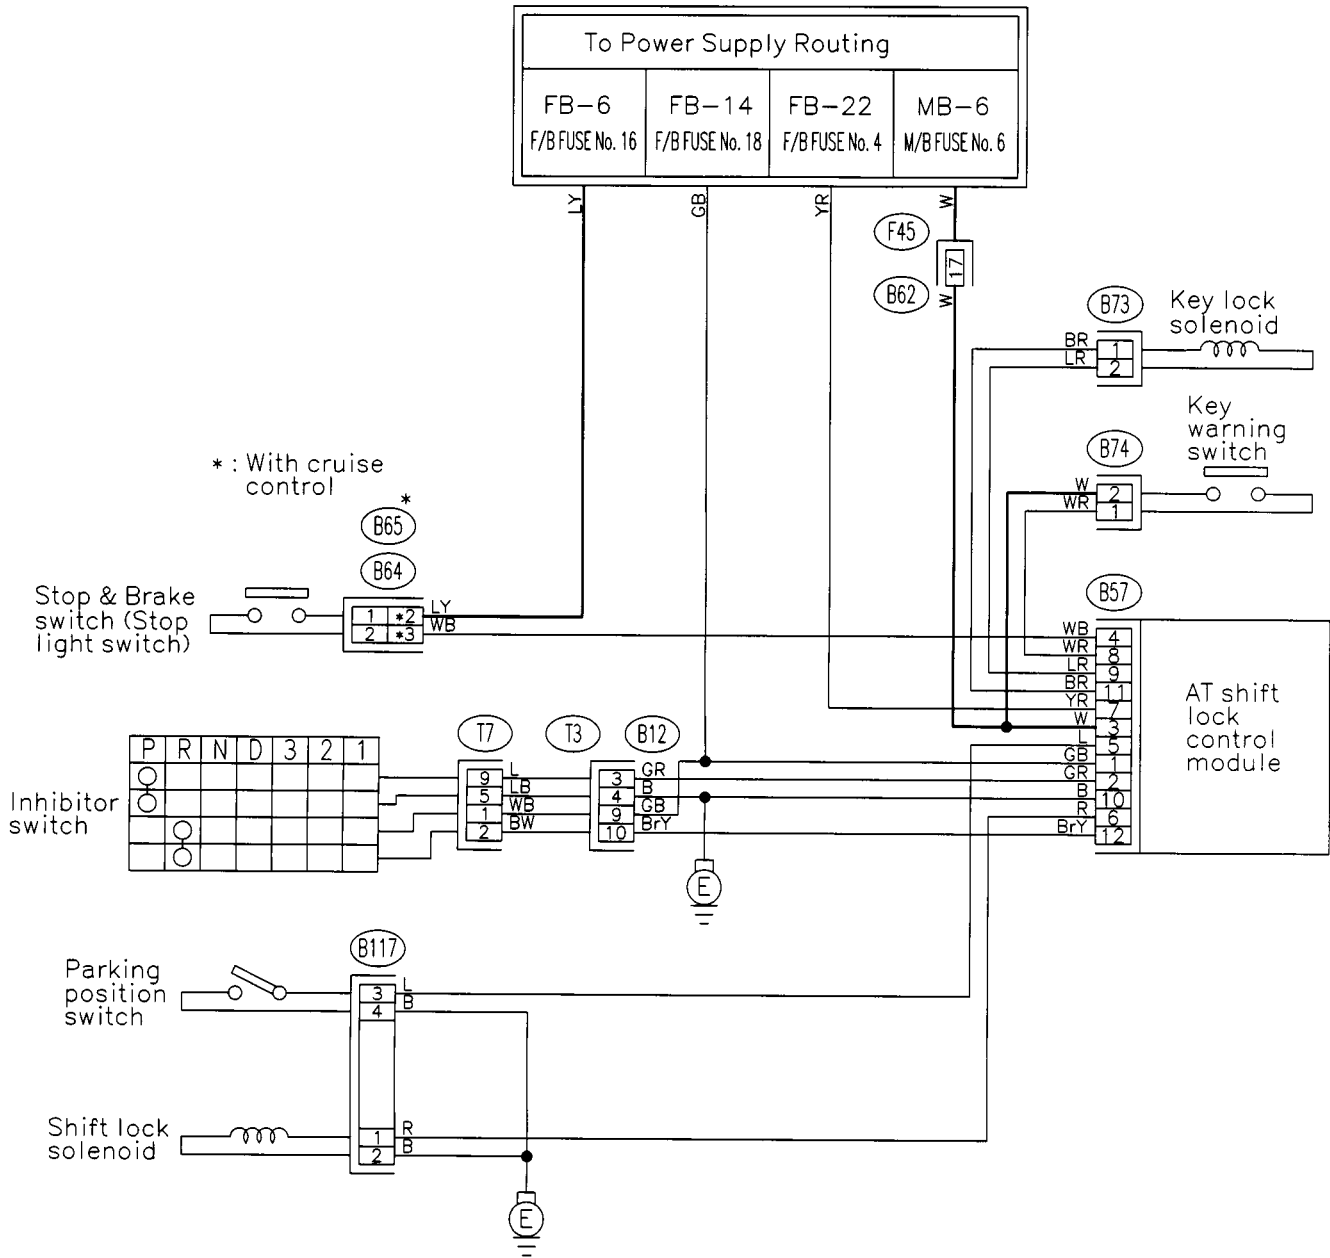 To Power Supply Routing
FB-6
F/B FUSE No. 16
FB-14
F/B FUSE No. 18
FB-22
F/B FUSE No. 4
MB-6
M/B FUSE No. 6
LY
GB
YR
W
F45
17
B62
W
B73
Key lock
solenoid
BR
1
LR
2
Key
warning
switch
B74
W
2
WR
1
* : With cruise
control
*
B65
B64
Stop & Brake
switch (Stop
light switch)
1 *2
LY
2 *3
WB
B57
WB 4
WR 8
LR 9
BR 11
YR 7
W 3
L 5
GB 1
GR 2
B 10
R 6
BrY 12
AT shift
lock
control
module
P R N D 3 2 1
Inhibitor
switch
T7
9 L
5 LB
1 WB
2 BW
T3
B12
3 GR
4 B
9 GB
10 BrY
E
B117
Parking
position
switch
3 L
4 B
Shift lock
solenoid
1 R
2 B
E